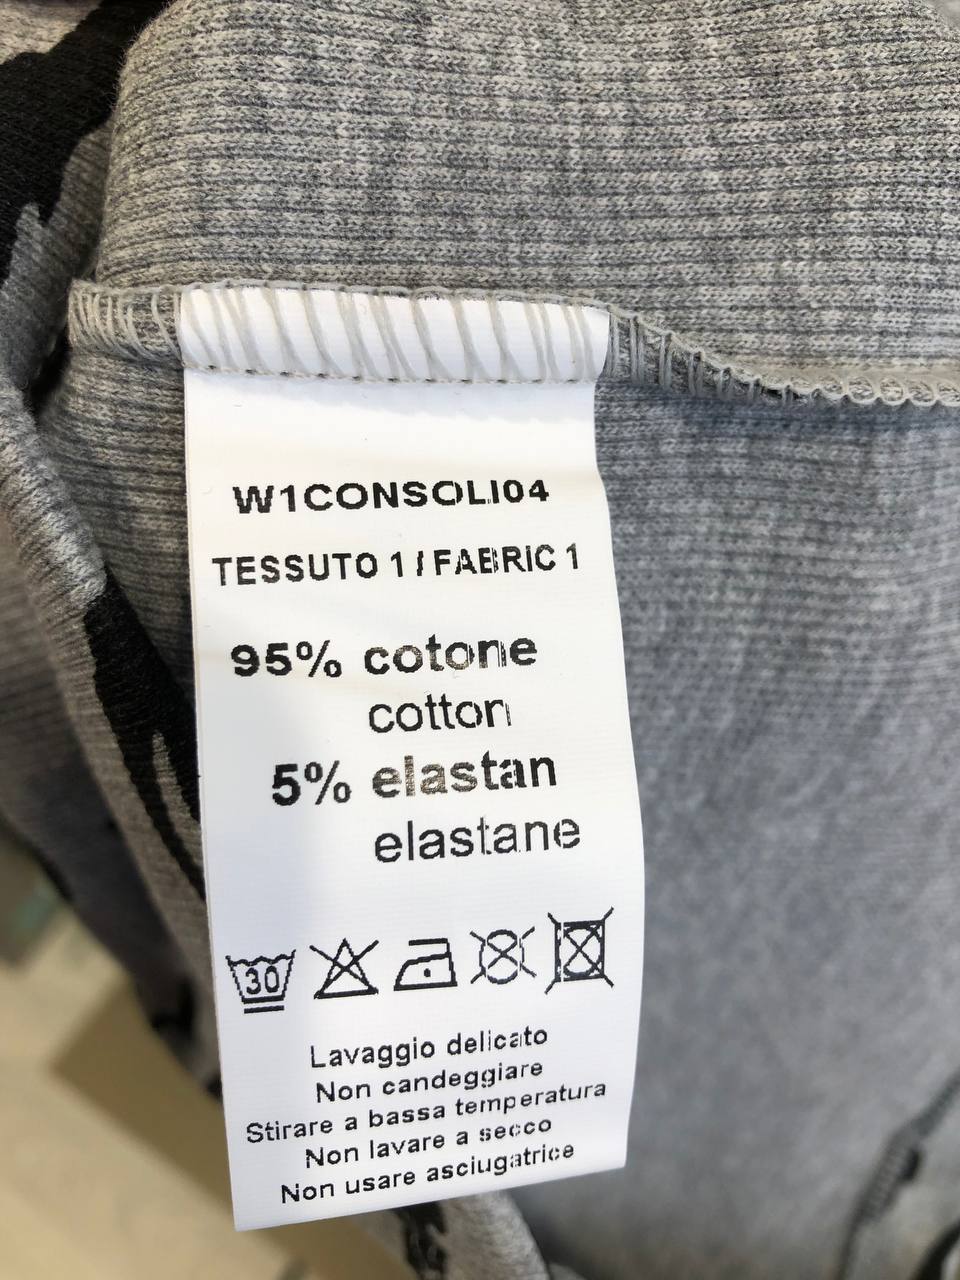 W1CONSOLI04
TESSUTO 1 / FABRIC 1
95% cotone
cotton
5% elastan
elastane
30
Lavaggio delicato
Non candeggiare
Stirare a bassa temperatura
Non lavare a secco
Non usare asciugatrice